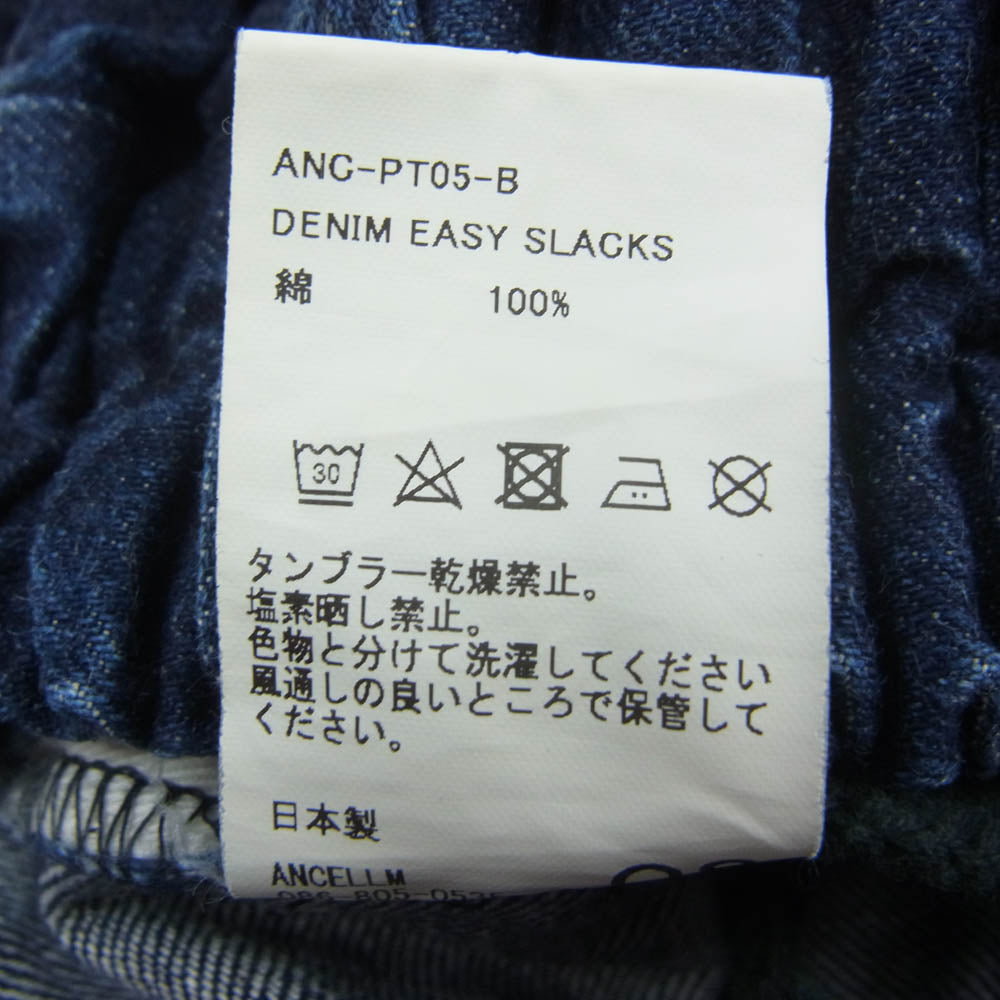 ANC-PT05-B
DENIM EASY SLACKS
綿 100%
30
タンブラー乾燥禁止。
塩素晒し禁止。
色物と分けて洗濯してください
風通しの良いところで保管して
ください。
日本製
ANCELLM